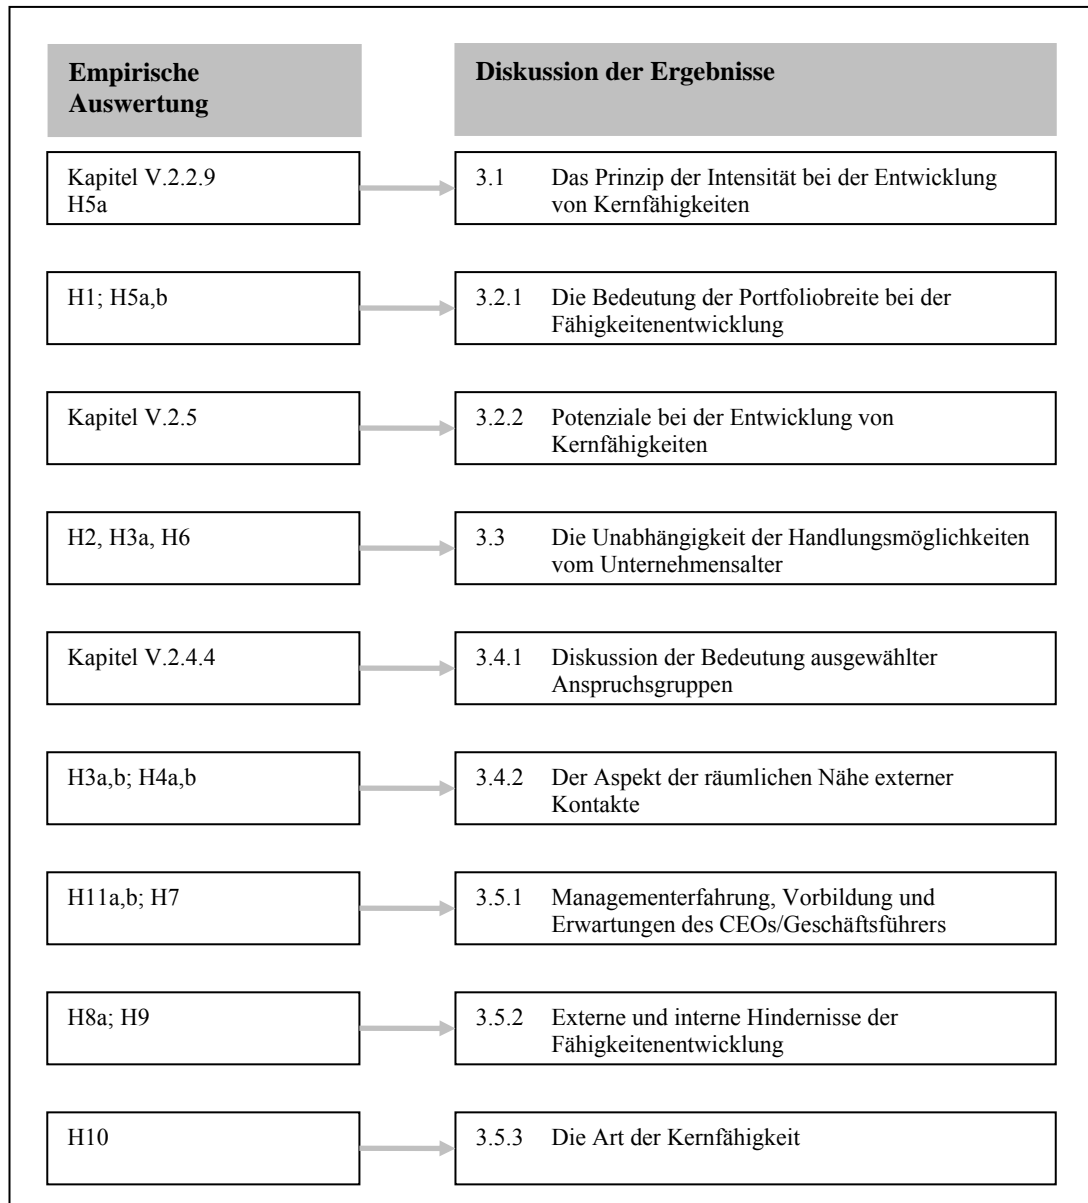 Empirische
Auswertung
Diskussion der Ergebnisse
Kapitel V.2.2.9
H5a
3.1 Das Prinzip der Intensität bei der Entwicklung
von Kernfähigkeiten
H1; H5a,b
3.2.1 Die Bedeutung der Portfoliobreite bei der
Fähigkeitenentwicklung
Kapitel V.2.5
3.2.2 Potenziale bei der Entwicklung von
Kernfähigkeiten
H2, H3a, H6
3.3 Die Unabhängigkeit der Handlungsmöglichkeiten
vom Unternehmensalter
Kapitel V.2.4.4
3.4.1 Diskussion der Bedeutung ausgewählter
Anspruchsgruppen
H3a,b; H4a,b
3.4.2 Der Aspekt der räumlichen Nähe externer
Kontakte
H11a,b; H7
3.5.1 Managementerfahrung, Vorbildung und
Erwartungen des CEOs/Geschäftsführers
H8a; H9
3.5.2 Externe und interne Hindernisse der
Fähigkeitenentwicklung
H10
3.5.3 Die Art der Kernfähigkeit